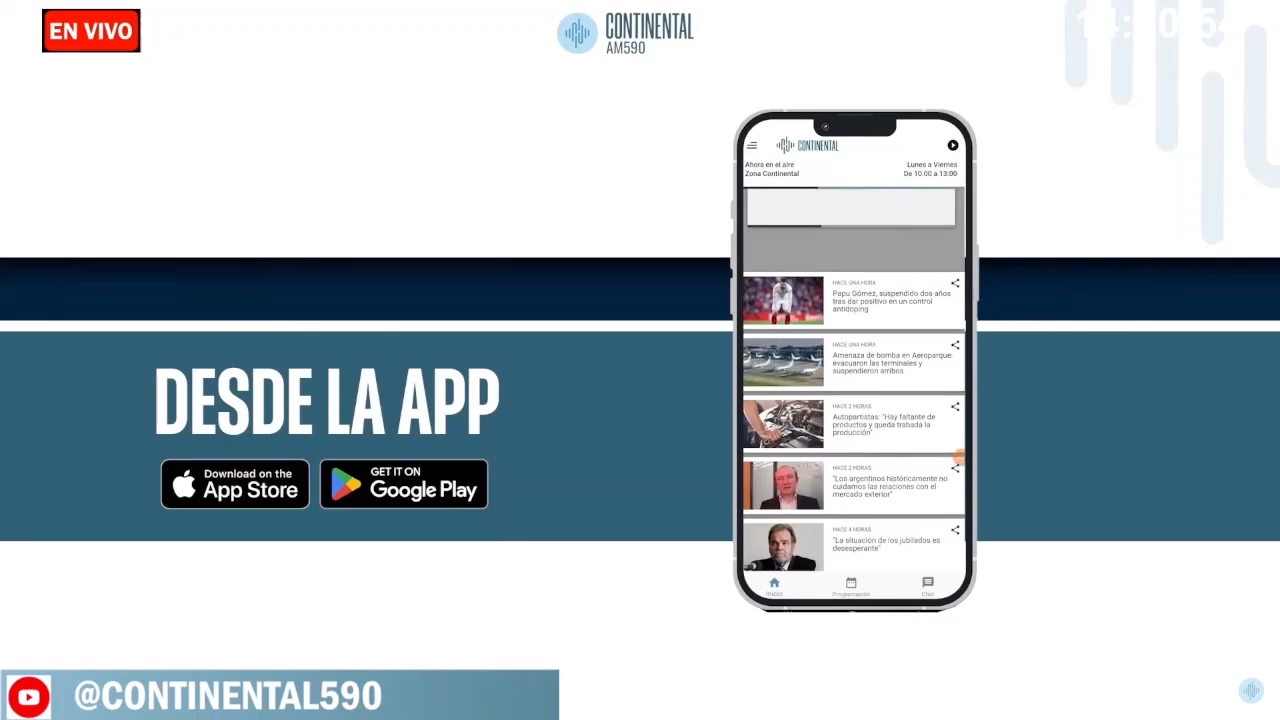 EN VIVO
CONTINENTAL
AM590
CONTINENTAL
Ahora en el aire
Zona Continental
Lunes a Viernes
De 10:00 a 13:00
HACE UNA HORA
Papu Gómez, suspendido dos años
tras dar positivo en un control
antidoping
HACE UNA HORA
Amenaza de bomba en Aeroparque:
evacuaron las terminales y
suspendieron arribos
HACE 2 HORAS
Autopartistas: "Hay faltante de
productos y queda trabada la
producción"
HACE 2 HORAS
"Los argentinos históricamente no
cuidamos las relaciones con el
mercado exterior"
HACE 4 HORAS
"La situación de los jubilados es
desesperante"
Inicio
Programación
Chat
DESDE LA APP
Download on the
App Store
GET IT ON
Google Play
@CONTINENTAL590